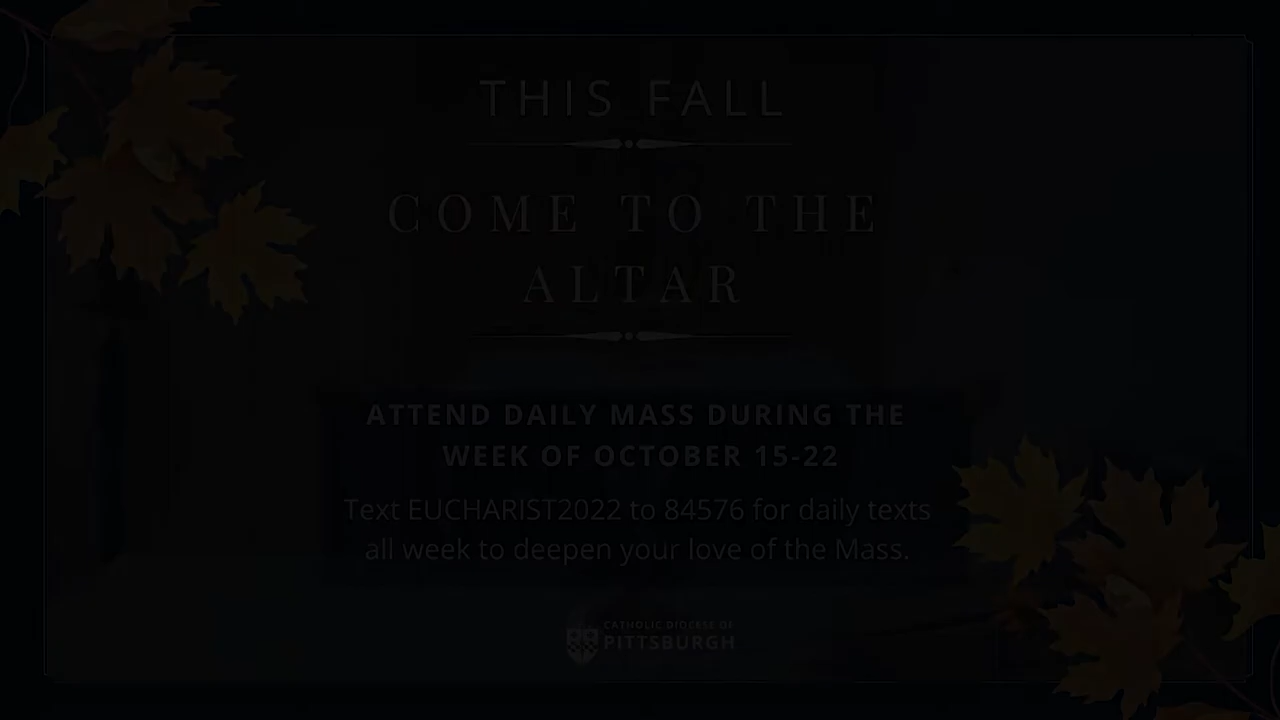 THIS FALL
COME TO THE
ALTAR
ATTEND DAILY MASS DURING THE
WEEK OF OCTOBER 15-22
Text EUCHARIST2022 to 84576 for daily texts
all week to deepen your love of the Mass.
CATHOLIC DIOCESE OF
PITTSBURGH